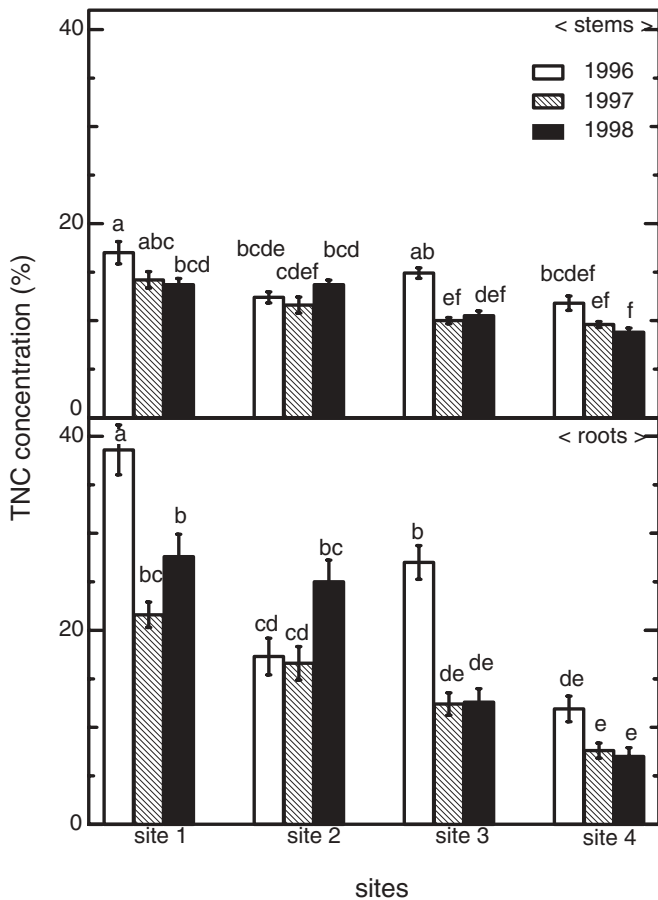 40
< stems >
1996
1997
1998
20
a
abc
bcd
bcde
cdef
bcd
ab
ef
def
bcdef
ef
f
0
TNC concentration (%)
40
< roots >
a
bc
b
cd
cd
bc
b
de
de
de
e
e
20
0
site 1 site 2 site 3 site 4
sites